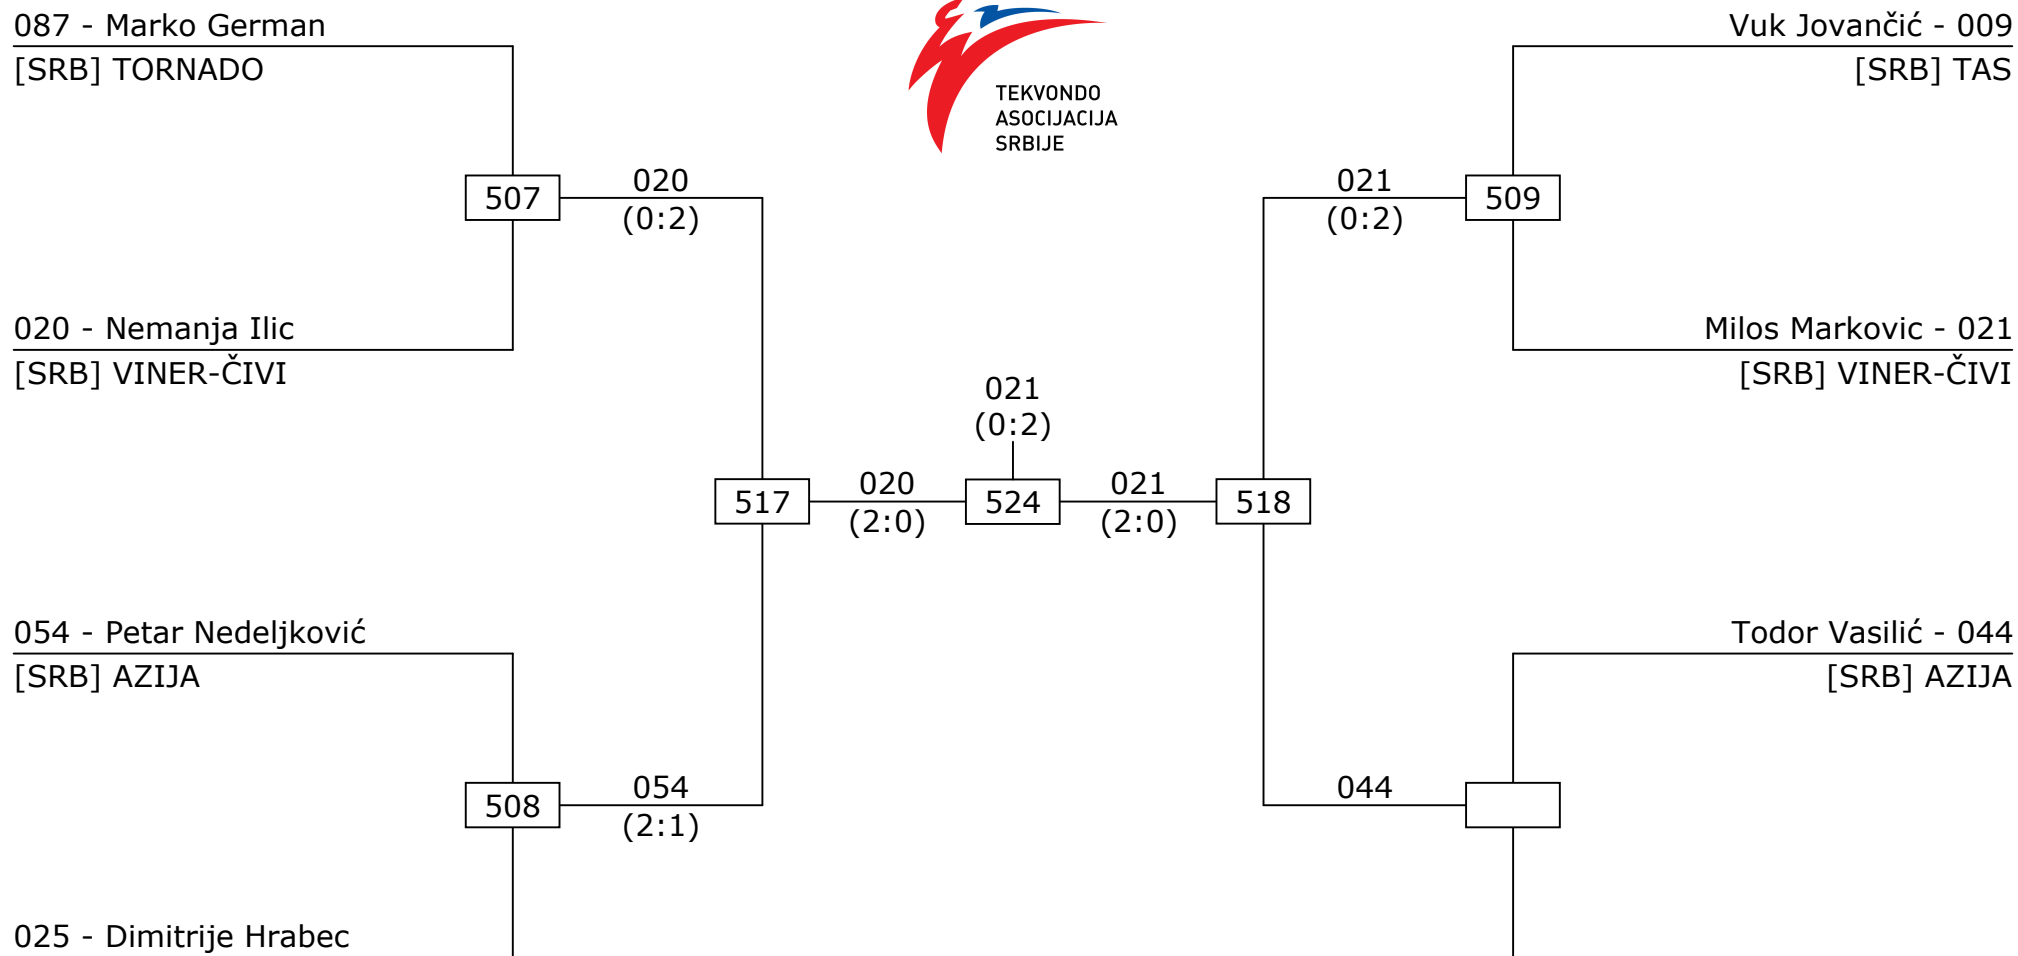 087 - Marko German
[SRB] TORNADO
TEKVONDO
ASOCIJACIJA
SRBIJE
Vuk Jovančić - 009
[SRB] TAS
507
020
(0:2)
021
(0:2)
509
020 - Nemanja Ilic
[SRB] VINER-ČIVI
Milos Markovic - 021
[SRB] VINER-ČIVI
021
(0:2)
517
020
(2:0)
524
021
(2:0)
518
054 - Petar Nedeljković
[SRB] AZIJA
Todor Vasilić - 044
[SRB] AZIJA
508
054
(2:1)
044
025 - Dimitrije Hrabec